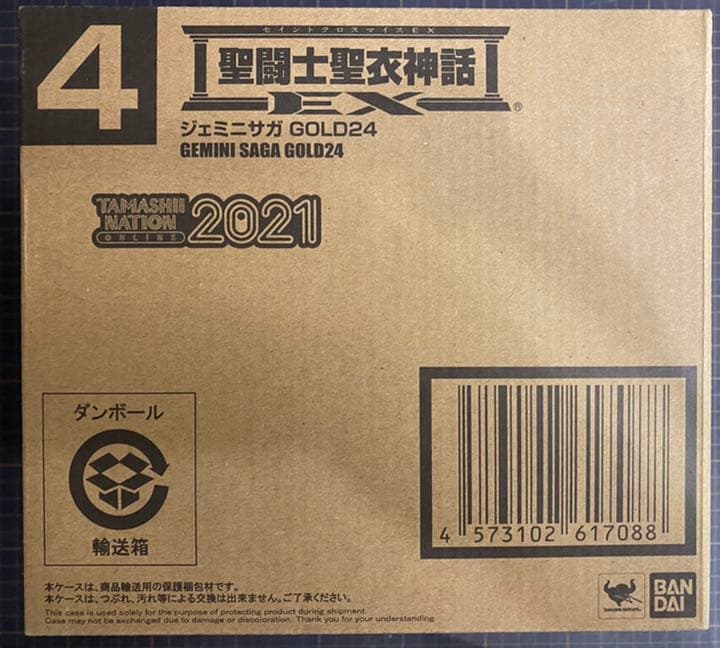 4
セイントクロスマイスEX
聖闘士聖衣神話
EX®
ジェミニサガ GOLD24
GEMINI SAGA GOLD24
TAMASHII
NATION
ONLINE
2021
ダンボール
輸送箱
4 573102 617088
本ケースは、商品輸送用の保護梱包材です。
本ケースは、つぶれ、汚れ等による交換は出来ません。ご了承ください。
This case is used solely for the purpose of protecting product during shipment.
Case may not be exchanged due to damage or discoloration. Thank you for your understanding.
TAMASHII NATIONS
BAN
DAI